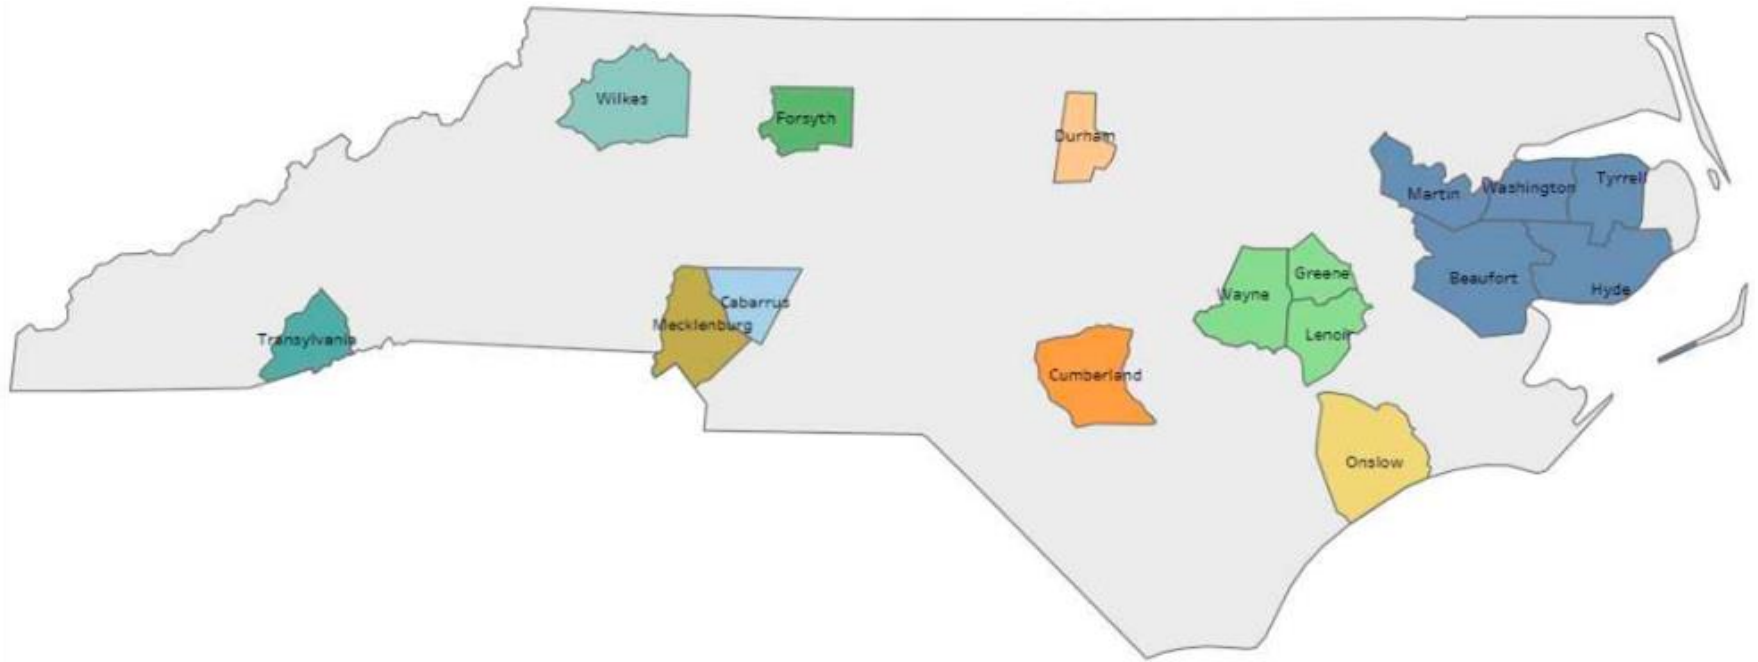 Wilkes
Forsyth
Durham
Martin
Washington
Tyrrell
Transylvania
Mecklenburg
Cabarrus
Wayne
Greene
Lenoir
Beaufort
Hyde
Cumberland
Onslow